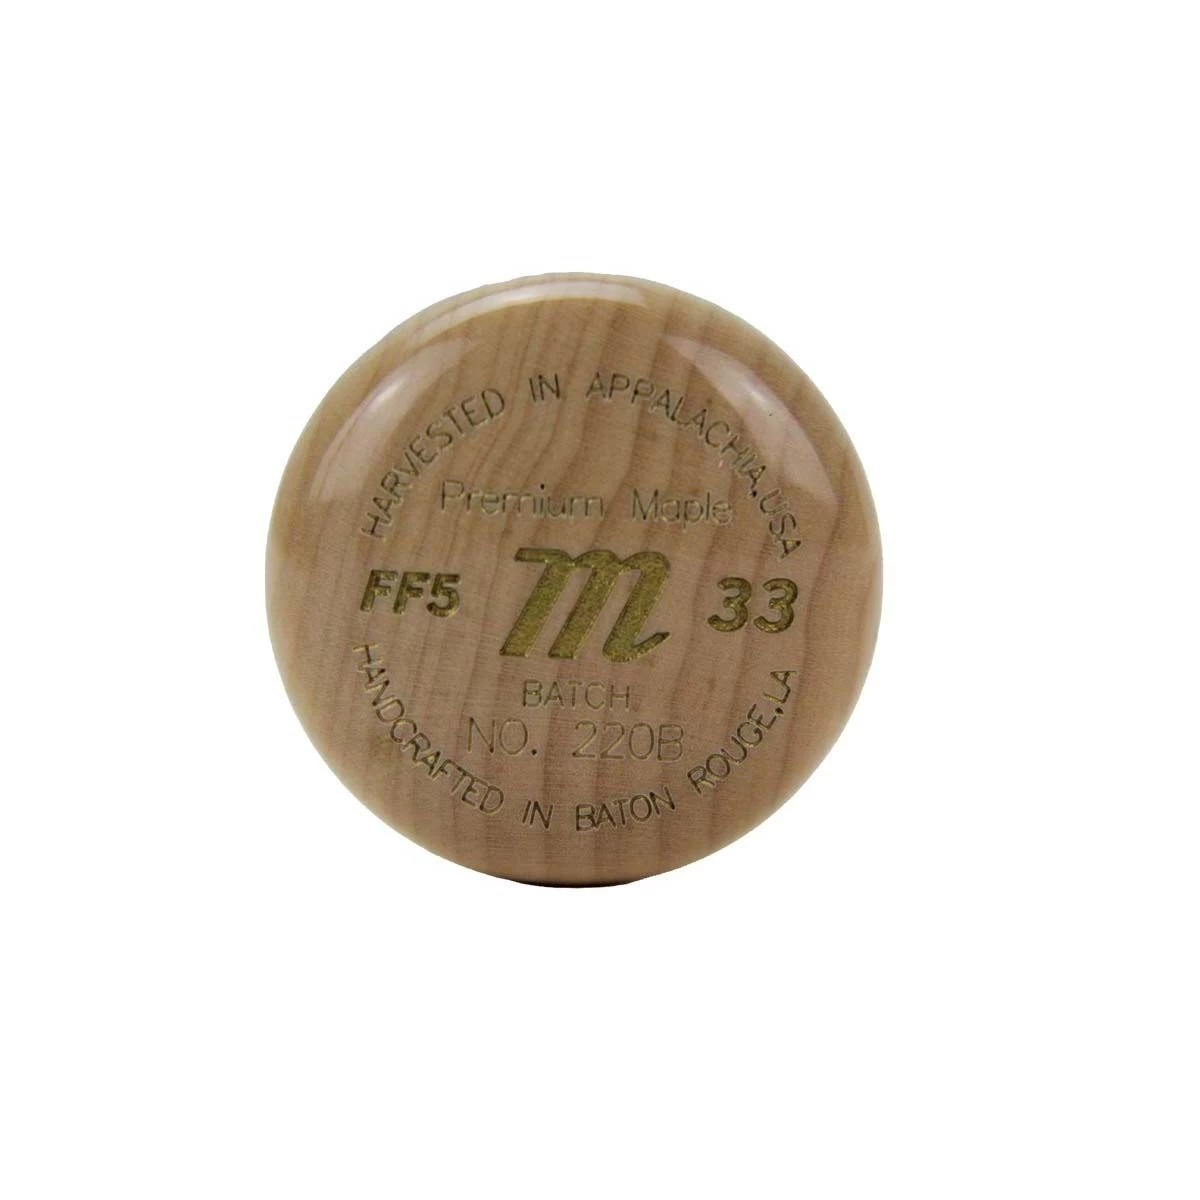 HARVESTED IN APPALACHIA, USA
Premium Maple
FF5 m 33
BATCH
NO. 220B
HANDCRAFTED IN BATON ROUGE, LA